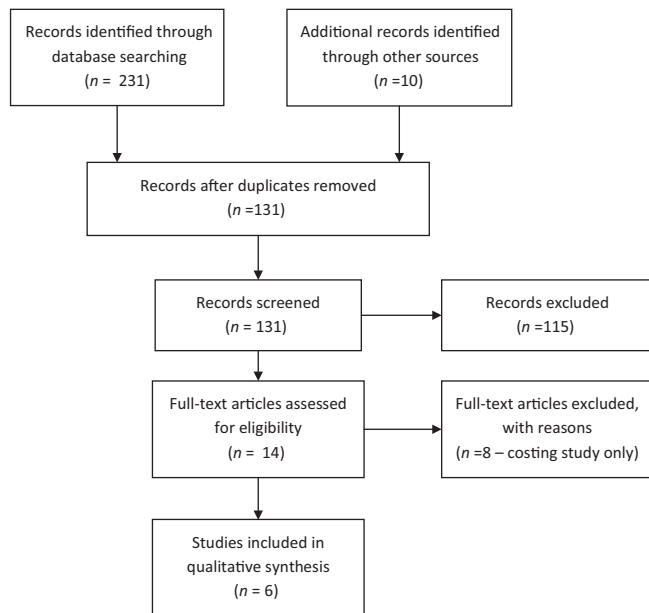 Records identified through
database searching
(n = 231)
Additional records identified
through other sources
(n =10)
Records after duplicates removed
(n =131)
Records screened
(n = 131)
Records excluded
(n =115)
Full-text articles assessed
for eligibility
(n = 14)
Full-text articles excluded,
with reasons
(n =8 – costing study only)
Studies included in
qualitative synthesis
(n = 6)